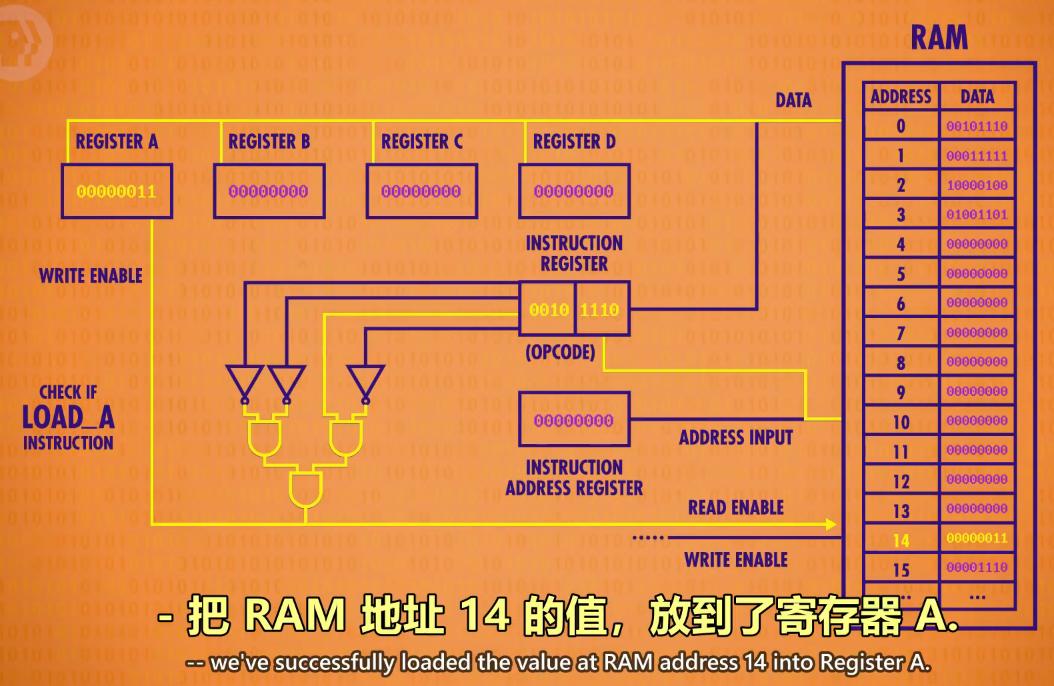 RAM
DATA
ADDRESS DATA
0 00101110
1 00011111
2 10000100
3 01001101
4 00000000
5 00000000
6 00000000
7 00000000
8 00000000
9 00000000
10 00000000
11 00000000
12 00000000
13 00000000
14 00000011
15 00001110
...
REGISTER A
REGISTER B
REGISTER C
REGISTER D
00000011
00000000
00000000
00000000
WRITE ENABLE
INSTRUCTION
REGISTER
0010 1110
(OPCODE)
CHECK IF
LOAD_A
INSTRUCTION
00000000
ADDRESS INPUT
INSTRUCTION
ADDRESS REGISTER
READ ENABLE
WRITE ENABLE
- 把 RAM 地址 14 的值，放到了寄存器 A.
-- we've successfully loaded the value at RAM address 14 into Register A.